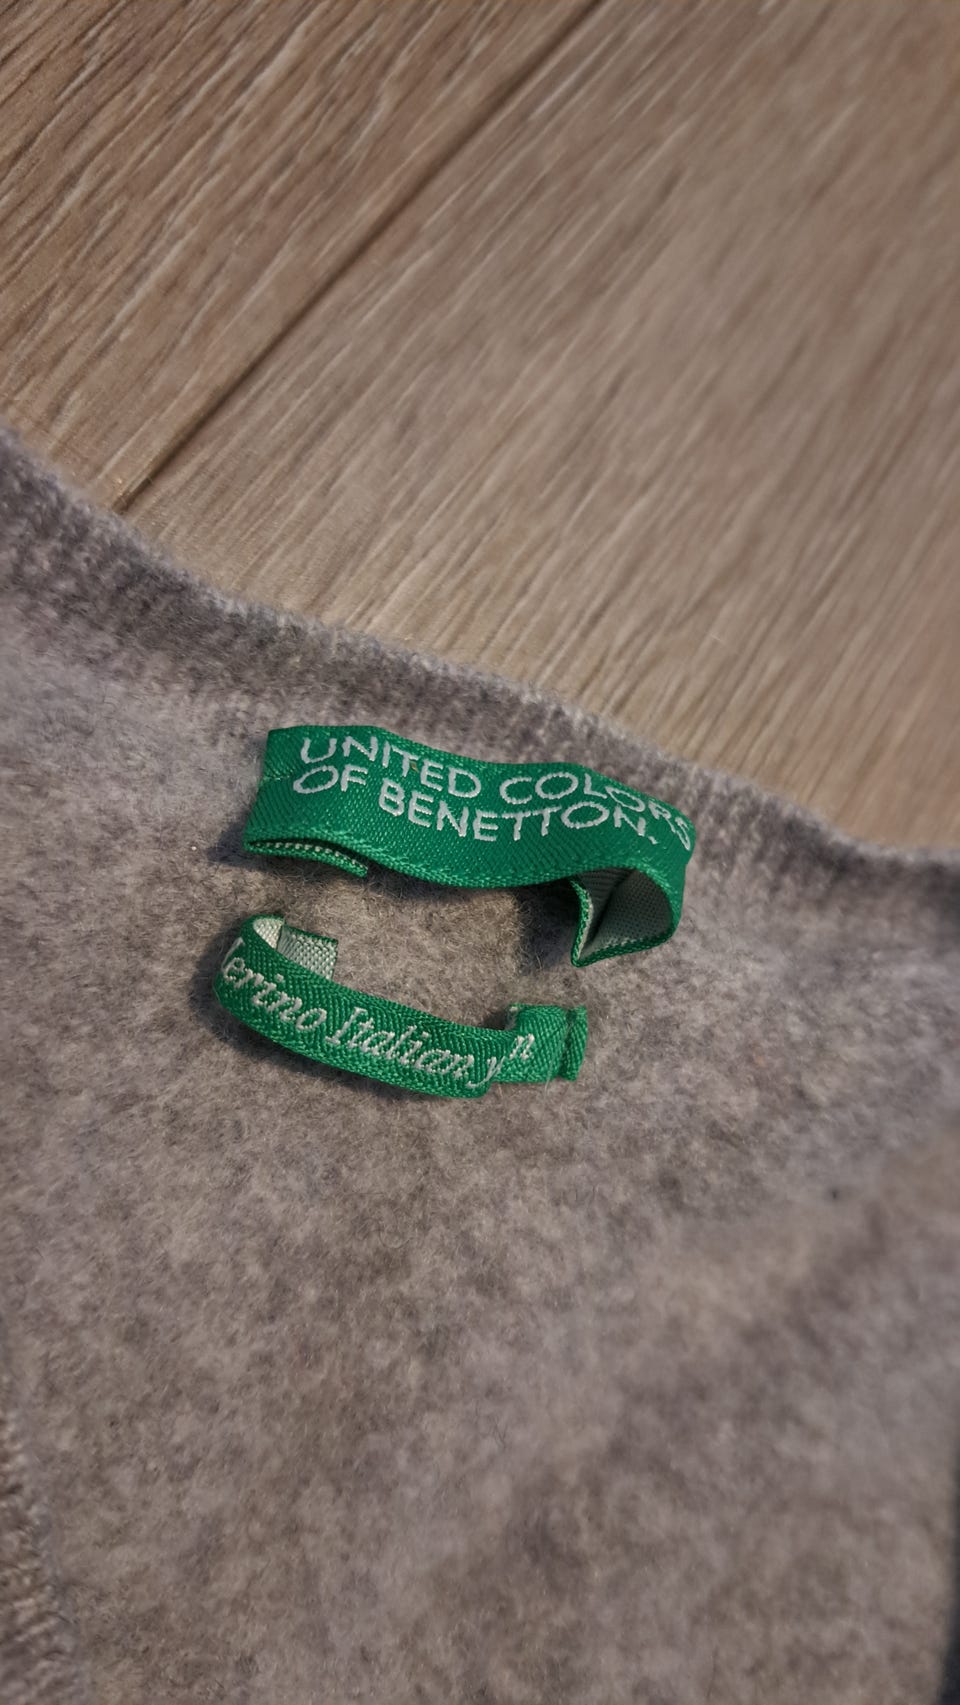 UNITED COLORS
OF BENETTON.
Merino Italian